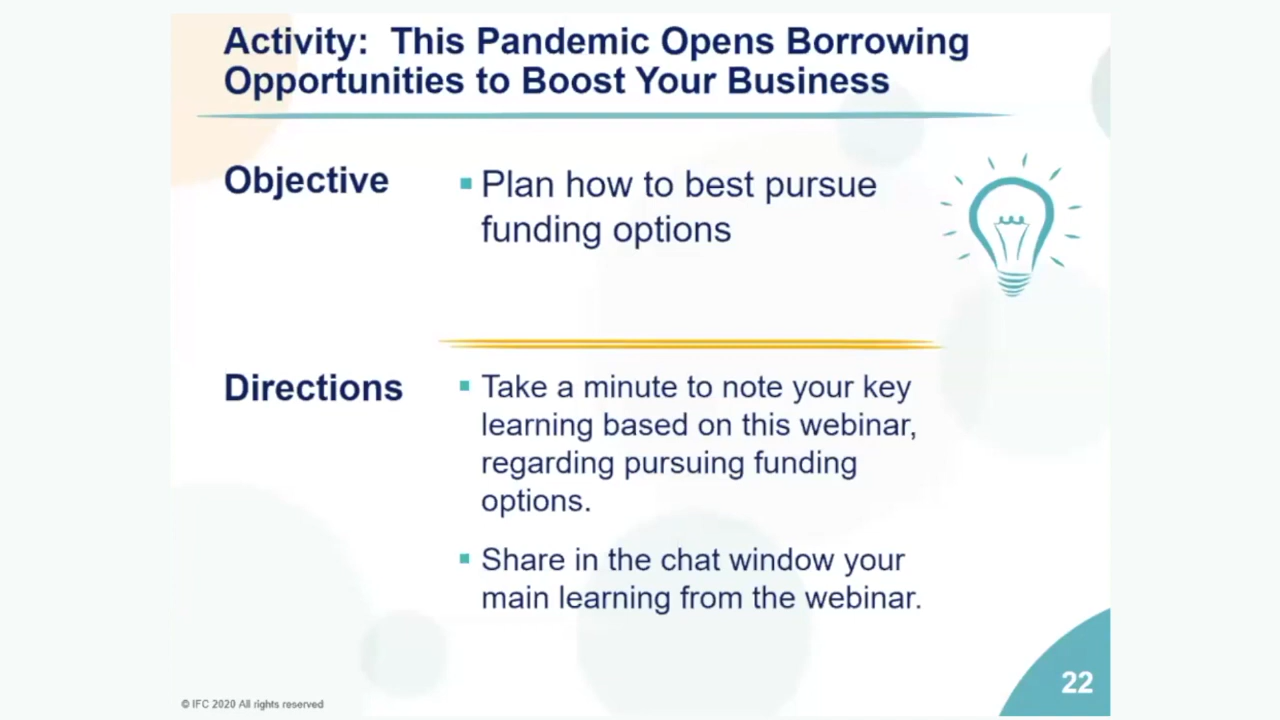 Activity: This Pandemic Opens Borrowing
Opportunities to Boost Your Business
Objective
▪ Plan how to best pursue
funding options
Directions
▪ Take a minute to note your key
learning based on this webinar,
regarding pursuing funding
options.
▪ Share in the chat window your
main learning from the webinar.
© IFC 2020 All rights reserved
22